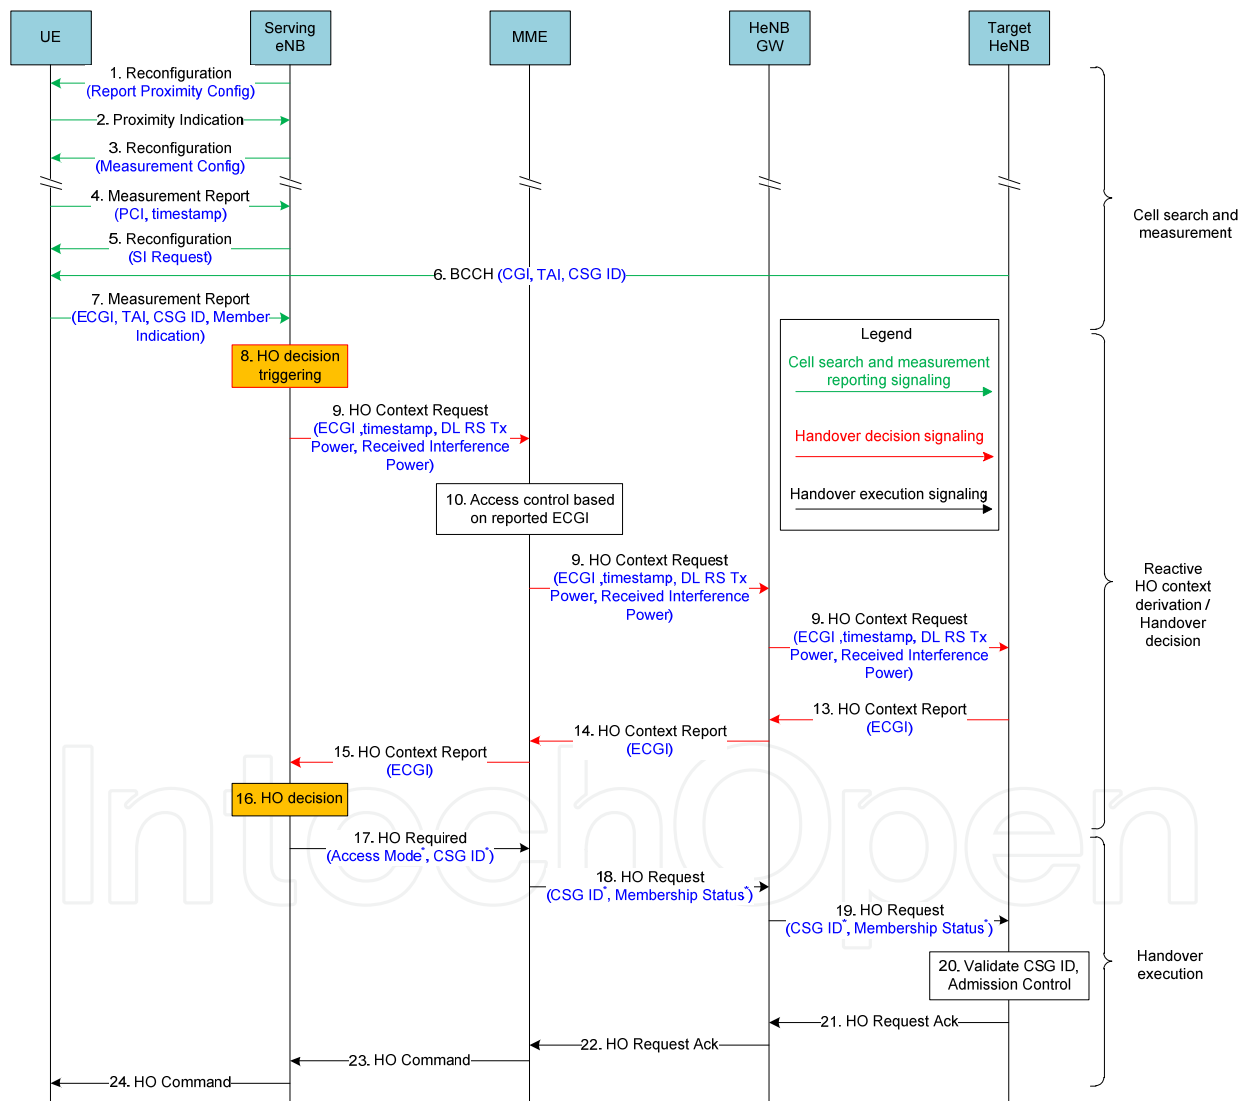 UE
Serving
eNB
MME
HeNB
GW
Target
HeNB
1. Reconfiguration
(Report Proximity Config)
2. Proximity Indication
3. Reconfiguration
(Measurement Config)
4. Measurement Report
(PCI, timestamp)
5. Reconfiguration
(SI Request)
6. BCCH (CGI, TAI, CSG ID)
7. Measurement Report
(ECGI, TAI, CSG ID, Member
Indication)
Cell search and
measurement
8. HO decision
triggering
Legend
Cell search and measurement
reporting signaling
Handover decision signaling
Handover execution signaling
9. HO Context Request
(ECGI ,timestamp, DL RS Tx
Power, Received Interference
Power)
10. Access control based
on reported ECGI
9. HO Context Request
(ECGI ,timestamp, DL RS Tx
Power, Received Interference
Power)
9. HO Context Request
(ECGI ,timestamp, DL RS Tx
Power, Received Interference
Power)
Reactive
HO context
derivation /
Handover
decision
13. HO Context Report
(ECGI)
14. HO Context Report
(ECGI)
15. HO Context Report
(ECGI)
16. HO decision
17. HO Required
(Access Mode*, CSG ID*)
18. HO Request
(CSG ID*, Membership Status*)
19. HO Request
(CSG ID*, Membership Status*)
20. Validate CSG ID,
Admission Control
Handover
execution
21. HO Request Ack
22. HO Request Ack
23. HO Command
24. HO Command
IntechOpen